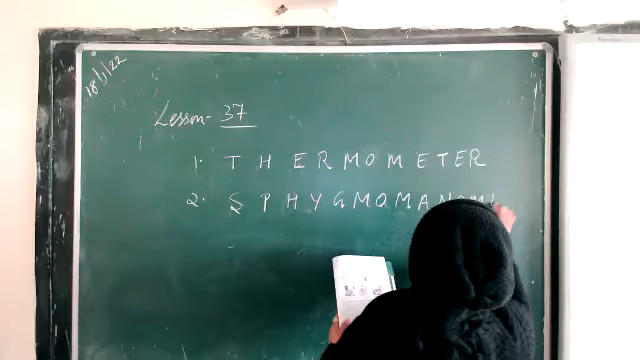 18/1/22
Lesson- 37
1. T H E R M O M E T E R
2. S P H Y G M O M A N O M